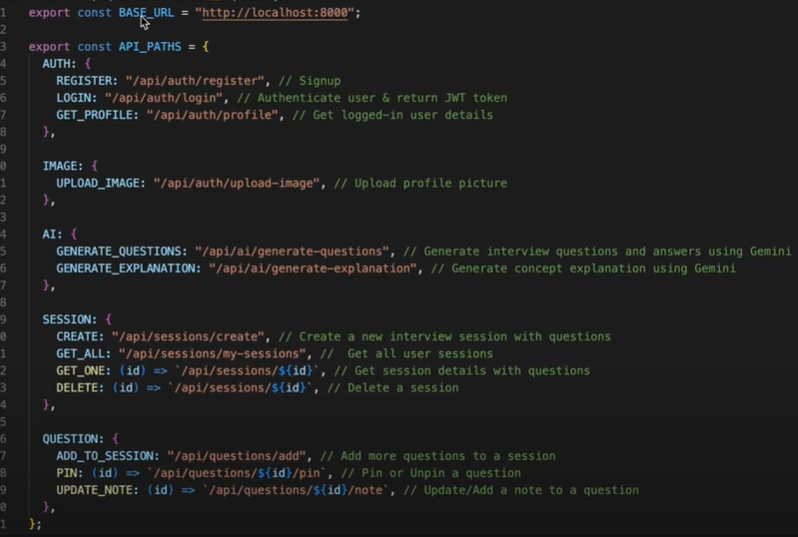 1 export const BASE_URL = "http://localhost:8000";
2
3 export const API_PATHS = {
4   AUTH: {
5     REGISTER: "/api/auth/register", // Signup
6     LOGIN: "/api/auth/login", // Authenticate user & return JWT token
7     GET_PROFILE: "/api/auth/profile", // Get logged-in user details
8   },
9
0   IMAGE: {
1     UPLOAD_IMAGE: "/api/auth/upload-image", // Upload profile picture
2   },
3
4   AI: {
5     GENERATE_QUESTIONS: "/api/ai/generate-questions", // Generate interview questions and answers using Gemini
6     GENERATE_EXPLANATION: "/api/ai/generate-explanation", // Generate concept explanation using Gemini
7   },
8
9   SESSION: {
0     CREATE: "/api/sessions/create", // Create a new interview session with questions
1     GET_ALL: "/api/sessions/my-sessions", //  Get all user sessions
2     GET_ONE: (id) => `/api/sessions/${id}`, // Get session details with questions
3     DELETE: (id) => `/api/sessions/${id}`, // Delete a session
4   },
5
6   QUESTION: {
7     ADD_TO_SESSION: "/api/questions/add", // Add more questions to a session
8     PIN: (id) => `/api/questions/${id}/pin`, // Pin or Unpin a question
9     UPDATE_NOTE: (id) => `/api/questions/${id}/note`, // Update/Add a note to a question
0   },
1 };